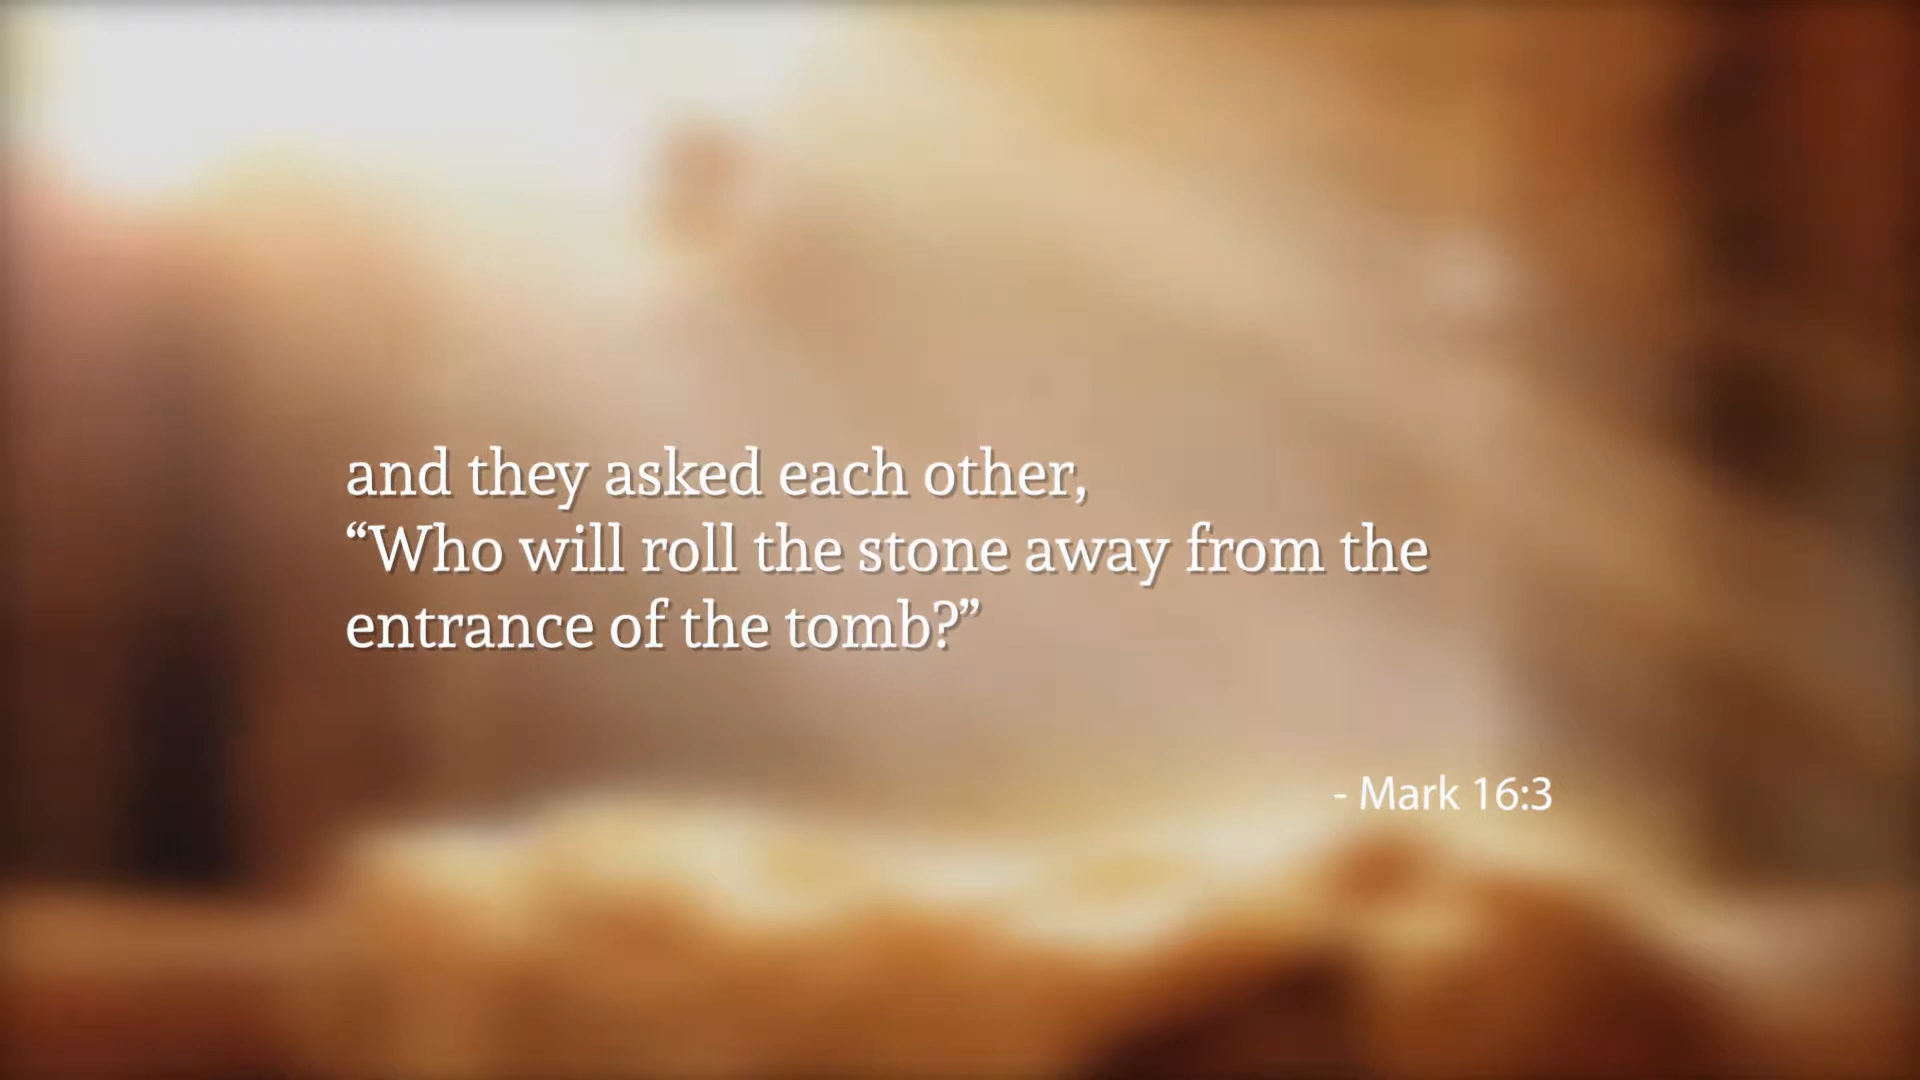 and they asked each other,
“Who will roll the stone away from the
entrance of the tomb?”
- Mark 16:3